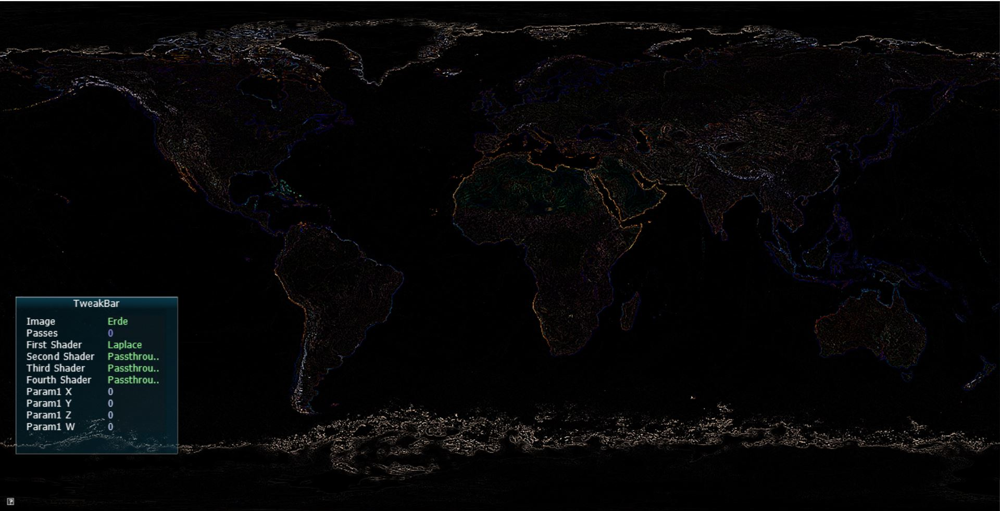 TweakBar
Image Erde
Passes 0
First Shader Laplace
Second Shader Passthrou..
Third Shader Passthrou..
Fourth Shader Passthrou..
Param1 X 0
Param1 Y 0
Param1 Z 0
Param1 W 0
?